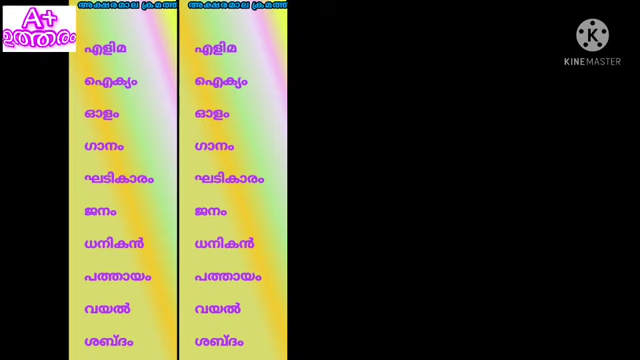 A+
ഉത്തരം
അക്ഷരമാല ക്രമത്ത
എളിമ
ഐക്യം
ഓളം
ഗാനം
ഘടികാരം
ജനം
ധനികൻ
പത്തായം
വയൽ
ശബ്ദം
അക്ഷരമാല ക്രമത്ത
എളിമ
ഐക്യം
ഓളം
ഗാനം
ഘടികാരം
ജനം
ധനികൻ
പത്തായം
വയൽ
ശബ്ദം
KINEMASTER